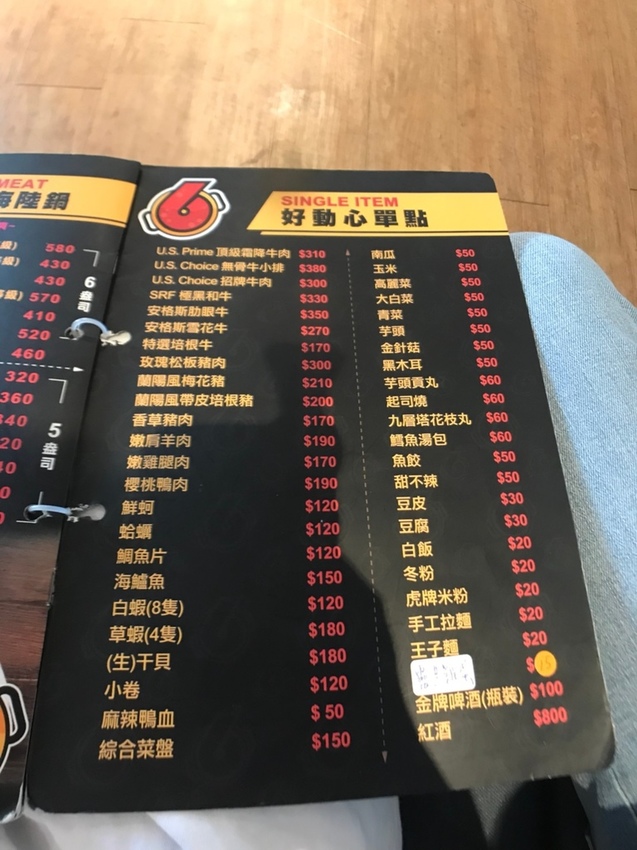 MEAT
海陸鍋
級) 580
級) 430
430
級) 570
410
520
460
6盎司
320
360
5盎司
6
SINGLE ITEM
好動心單點
U.S. Prime 頂級霜降牛肉 $310
U.S. Choice 無骨牛小排 $380
U.S. Choice 招牌牛肉 $300
SRF 極黑和牛 $330
安格斯肋眼牛 $350
安格斯雪花牛 $270
特選培根牛 $170
玫瑰松板豬肉 $300
蘭陽風梅花豬 $210
蘭陽風帶皮培根豬 $200
香草豬肉 $170
嫩肩羊肉 $190
嫩雞腿肉 $170
櫻桃鴨肉 $190
鮮蚵 $120
蛤蠣 $120
鯛魚片 $120
海鱸魚 $150
白蝦(8隻) $120
草蝦(4隻) $180
(生)干貝 $180
小卷 $120
麻辣鴨血 $ 50
綜合菜盤 $150
南瓜 $50
玉米 $50
高麗菜 $50
大白菜 $50
青菜 $50
芋頭 $50
金針菇 $50
黑木耳 $50
芋頭貢丸 $60
起司燒 $60
九層塔花枝丸 $60
鱈魚湯包 $60
魚餃 $50
甜不辣 $50
豆皮 $30
豆腐 $30
白飯 $20
冬粉 $20
虎牌米粉 $20
手工拉麵 $20
王子麵 $20
$ 15
金牌啤酒(瓶裝) $100
紅酒 $800